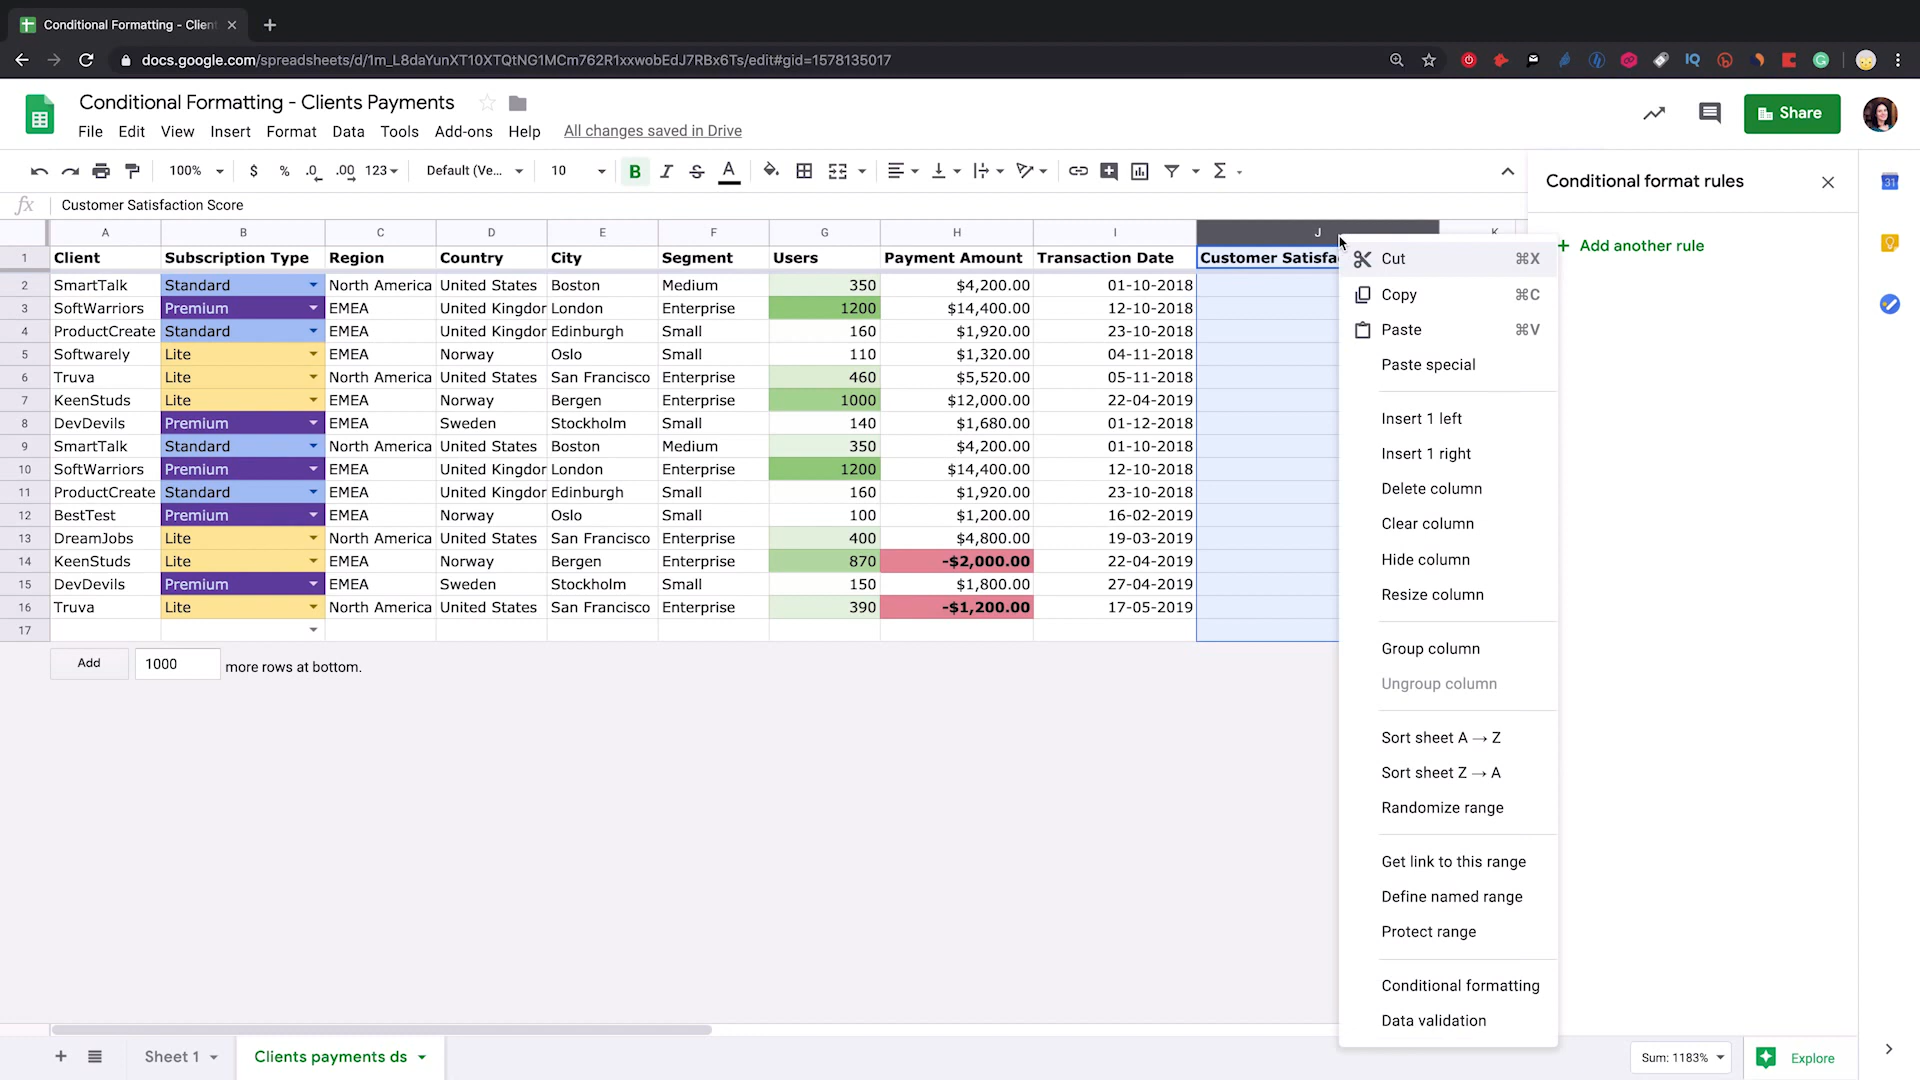 Conditional Formatting - Clien
docs.google.com/spreadsheets/d/1m_L8daYunXT10XTQtNG1MCm762R1xxwobEdJ7RBx6Ts/edit#gid=1578135017
Conditional Formatting - Clients Payments
File Edit View Insert Format Data Tools Add-ons Help All changes saved in Drive
Share
100% $ % .0 .00 123 Default (Ve... 10 B I S A Σ
Conditional format rules
fx Customer Satisfaction Score
A B C D E F G H I J K
+ Add another rule
1 Client Subscription Type Region Country City Segment Users Payment Amount Transaction Date Customer Satisfa
2 SmartTalk Standard North America United States Boston Medium 350 $4,200.00 01-10-2018
3 SoftWarriors Premium EMEA United Kingdor London Enterprise 1200 $14,400.00 12-10-2018
4 ProductCreate Standard EMEA United Kingdor Edinburgh Small 160 $1,920.00 23-10-2018
5 Softwarely Lite EMEA Norway Oslo Small 110 $1,320.00 04-11-2018
6 Truva Lite North America United States San Francisco Enterprise 460 $5,520.00 05-11-2018
7 KeenStuds Lite EMEA Norway Bergen Enterprise 1000 $12,000.00 22-04-2019
8 DevDevils Premium EMEA Sweden Stockholm Small 140 $1,680.00 01-12-2018
9 SmartTalk Standard North America United States Boston Medium 350 $4,200.00 01-10-2018
10 SoftWarriors Premium EMEA United Kingdor London Enterprise 1200 $14,400.00 12-10-2018
11 ProductCreate Standard EMEA United Kingdor Edinburgh Small 160 $1,920.00 23-10-2018
12 BestTest Premium EMEA Norway Oslo Small 100 $1,200.00 16-02-2019
13 DreamJobs Lite North America United States San Francisco Enterprise 400 $4,800.00 19-03-2019
14 KeenStuds Lite EMEA Norway Bergen Enterprise 870 -$2,000.00 22-04-2019
15 DevDevils Premium EMEA Sweden Stockholm Small 150 $1,800.00 27-04-2019
16 Truva Lite North America United States San Francisco Enterprise 390 -$1,200.00 17-05-2019
17
Add 1000 more rows at bottom.
Cut ⌘X
Copy ⌘C
Paste ⌘V
Paste special
Insert 1 left
Insert 1 right
Delete column
Clear column
Hide column
Resize column
Group column
Ungroup column
Sort sheet A → Z
Sort sheet Z → A
Randomize range
Get link to this range
Define named range
Protect range
Conditional formatting
Data validation
31
IQ
Sheet 1 Clients payments ds
Sum: 1183%
Explore